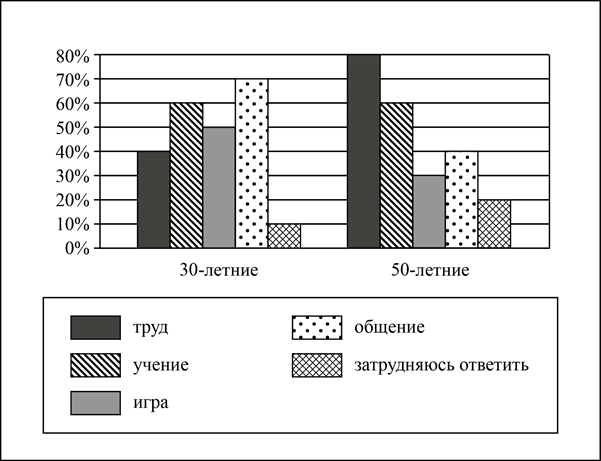 80%
70%
60%
50%
40%
30%
20%
10%
0%
30-летние 50-летние
труд общение
учение затрудняюсь ответить
игра